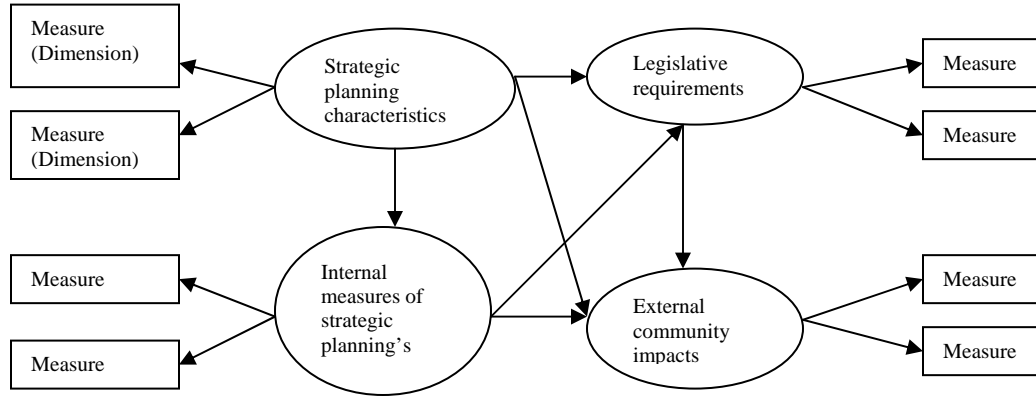 Measure
(Dimension)
Measure
(Dimension)
Strategic
planning
characteristics
Legislative
requirements
Measure
Measure
Measure
Measure
Internal
measures of
strategic
planning's
External
community
impacts
Measure
Measure